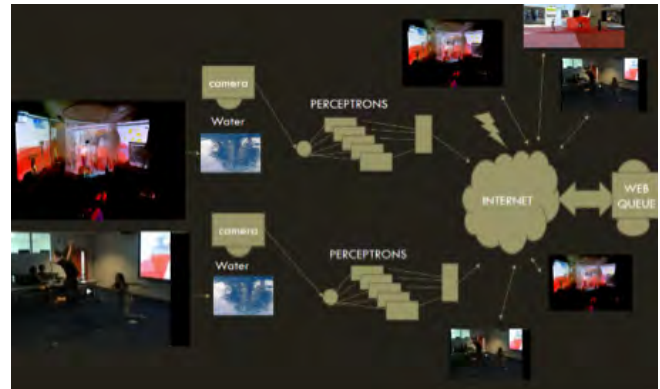 camera
PERCEPTRONS
Water
INTERNET
WEB
QUEUE
camera
PERCEPTRONS
Water